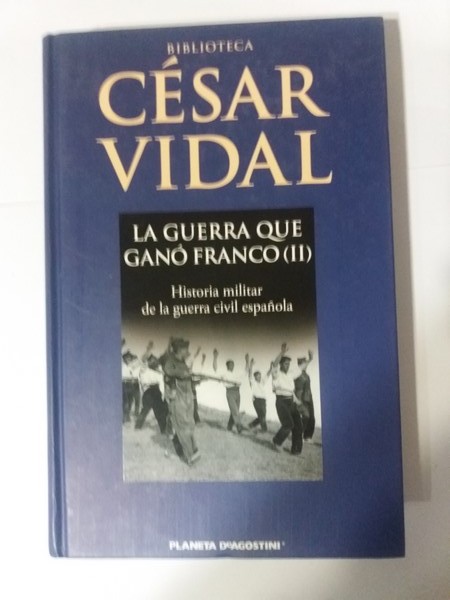 BIBLIOTECA
CÉSAR
VIDAL
LA GUERRA QUE
GANÓ FRANCO (II)
Historia militar
de la guerra civil española
PLANETA DEAGOSTINI